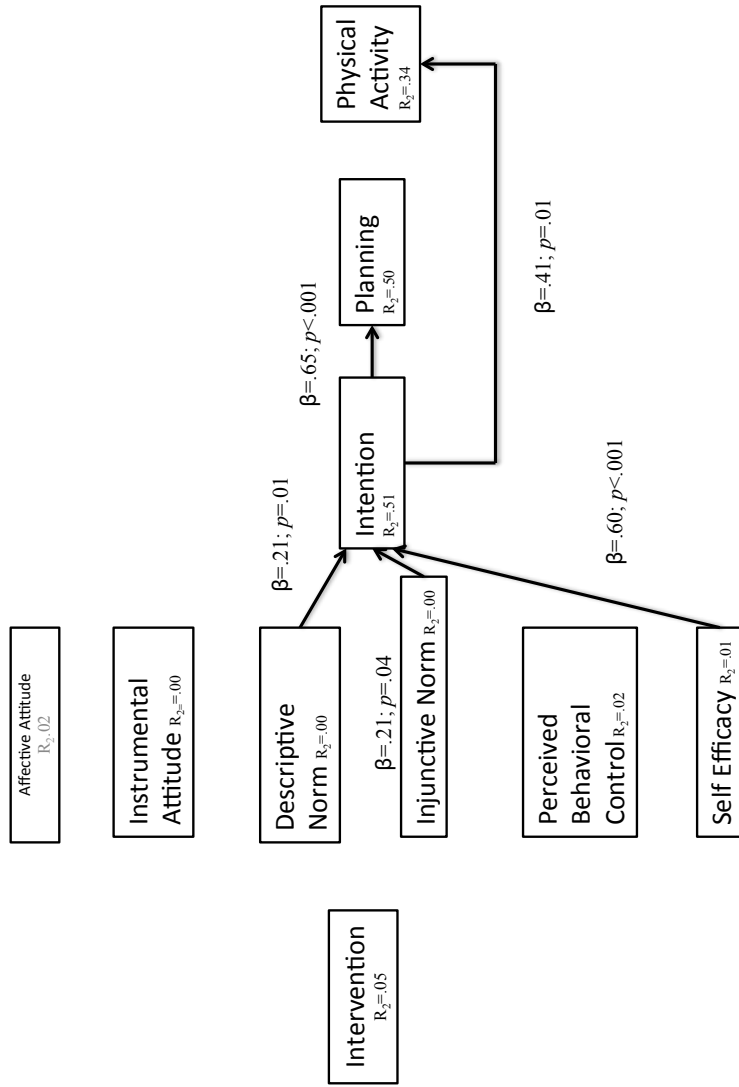 Affective Attitude
R₂.02
Instrumental
Attitude R₂=.00
Descriptive
Norm R₂=.00
β=.21; p=.04
Injunctive Norm R₂=.00
Perceived
Behavioral
Control R₂=.02
Self Efficacy R₂=.01
Intervention
R₂=.05
β=.21; p=.01
Intention
R₂=.51
β=.60; p<.001
β=.65; p<.001
Planning
R₂=.50
β=.41; p=.01
Physical
Activity
R₂=.34